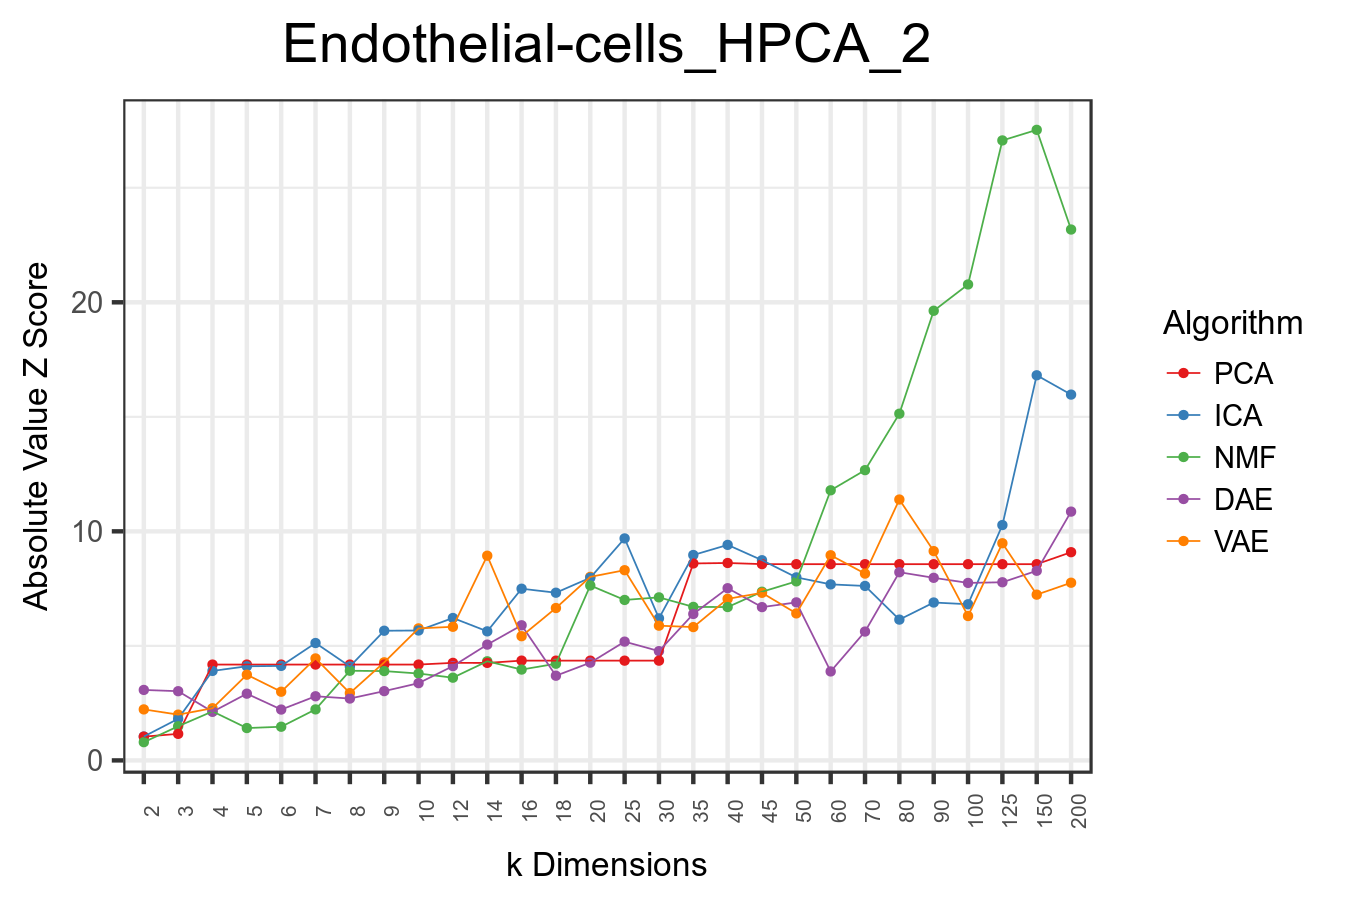 Endothelial-cells_HPCA_2
Absolute Value Z Score
20
10
0
2 3 4 5 6 7 8 9 10 12 14 16 18 20 25 30 35 40 45 50 60 70 80 90 100 125 150 200
k Dimensions
Algorithm
PCA
ICA
NMF
DAE
VAE